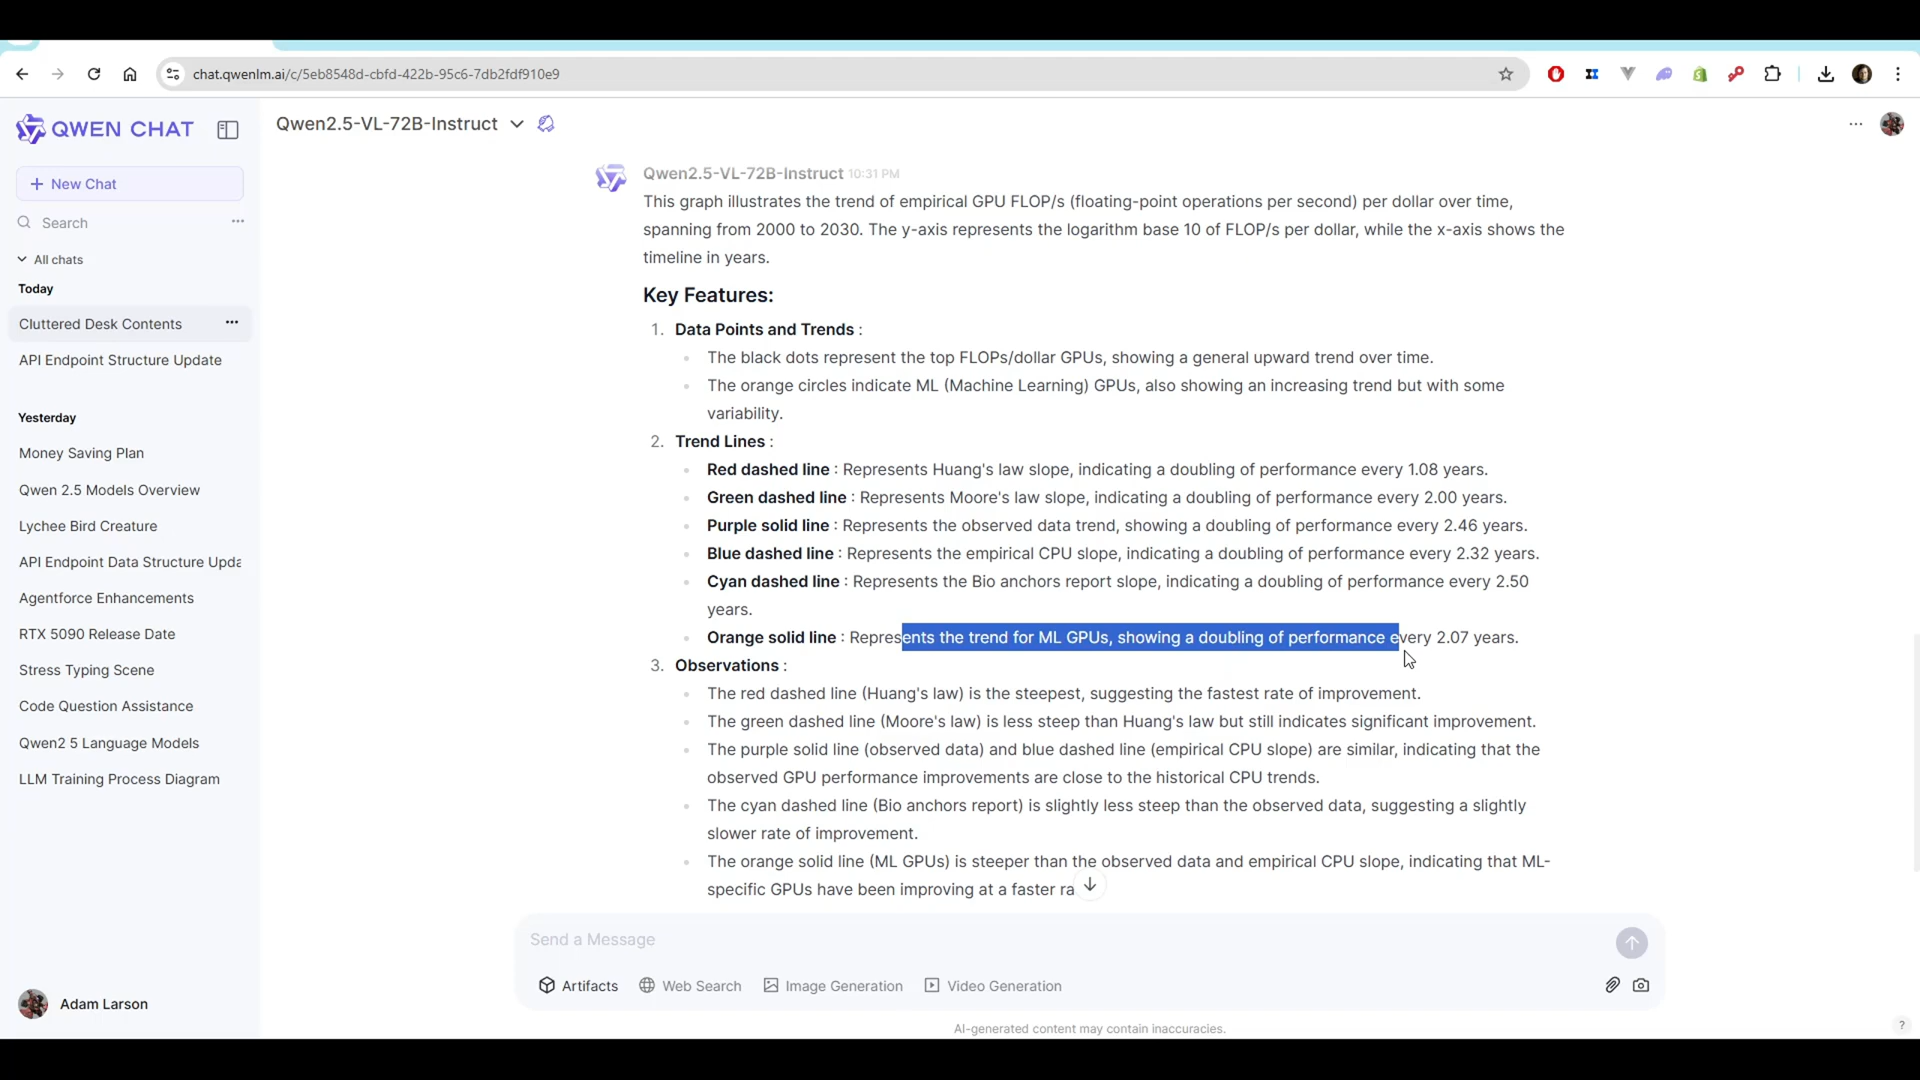 chat.qwenlm.ai/c/5eb8548d-cbfd-422b-95c6-7db2fdf910e9
QWEN CHAT
New Chat
Search
All chats
Today
Cluttered Desk Contents
API Endpoint Structure Update
Yesterday
Money Saving Plan
Qwen 2.5 Models Overview
Lychee Bird Creature
API Endpoint Data Structure Upda
Agentforce Enhancements
RTX 5090 Release Date
Stress Typing Scene
Code Question Assistance
Qwen2 5 Language Models
LLM Training Process Diagram
Adam Larson
Qwen2.5-VL-72B-Instruct
Qwen2.5-VL-72B-Instruct 10:31 PM
This graph illustrates the trend of empirical GPU FLOP/s (floating-point operations per second) per dollar over time,
spanning from 2000 to 2030. The y-axis represents the logarithm base 10 of FLOP/s per dollar, while the x-axis shows the
timeline in years.
Key Features:
1. Data Points and Trends :
The black dots represent the top FLOPs/dollar GPUs, showing a general upward trend over time.
The orange circles indicate ML (Machine Learning) GPUs, also showing an increasing trend but with some
variability.
2. Trend Lines :
Red dashed line : Represents Huang's law slope, indicating a doubling of performance every 1.08 years.
Green dashed line : Represents Moore's law slope, indicating a doubling of performance every 2.00 years.
Purple solid line : Represents the observed data trend, showing a doubling of performance every 2.46 years.
Blue dashed line : Represents the empirical CPU slope, indicating a doubling of performance every 2.32 years.
Cyan dashed line : Represents the Bio anchors report slope, indicating a doubling of performance every 2.50
years.
Orange solid line : Represents the trend for ML GPUs, showing a doubling of performance every 2.07 years.
3. Observations :
The red dashed line (Huang's law) is the steepest, suggesting the fastest rate of improvement.
The green dashed line (Moore's law) is less steep than Huang's law but still indicates significant improvement.
The purple solid line (observed data) and blue dashed line (empirical CPU slope) are similar, indicating that the
observed GPU performance improvements are close to the historical CPU trends.
The cyan dashed line (Bio anchors report) is slightly less steep than the observed data, suggesting a slightly
slower rate of improvement.
The orange solid line (ML GPUs) is steeper than the observed data and empirical CPU slope, indicating that ML-
specific GPUs have been improving at a faster ra
Send a Message
Artifacts
Web Search
Image Generation
Video Generation
AI-generated content may contain inaccuracies.
?